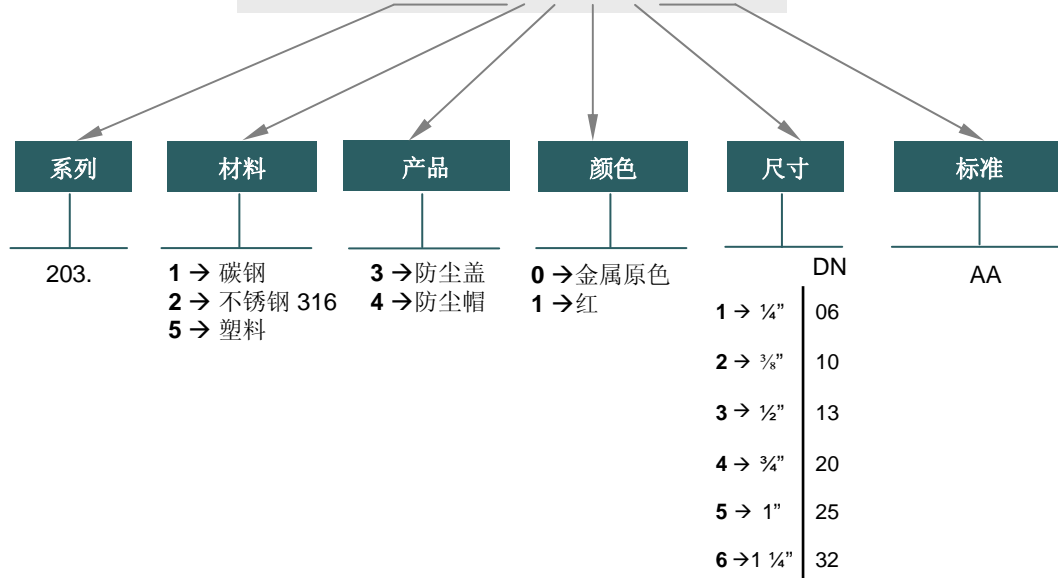 系列
材料
产品
颜色
尺寸
标准
203.
1 → 碳钢
2 → 不锈钢 316
5 → 塑料
3 →防尘盖
4 →防尘帽
0 →金属原色
1 →红
DN
1 → ¼” 06
2 → ⅜” 10
3 → ½” 13
4 → ¾” 20
5 → 1” 25
6 →1 ¼” 32
AA